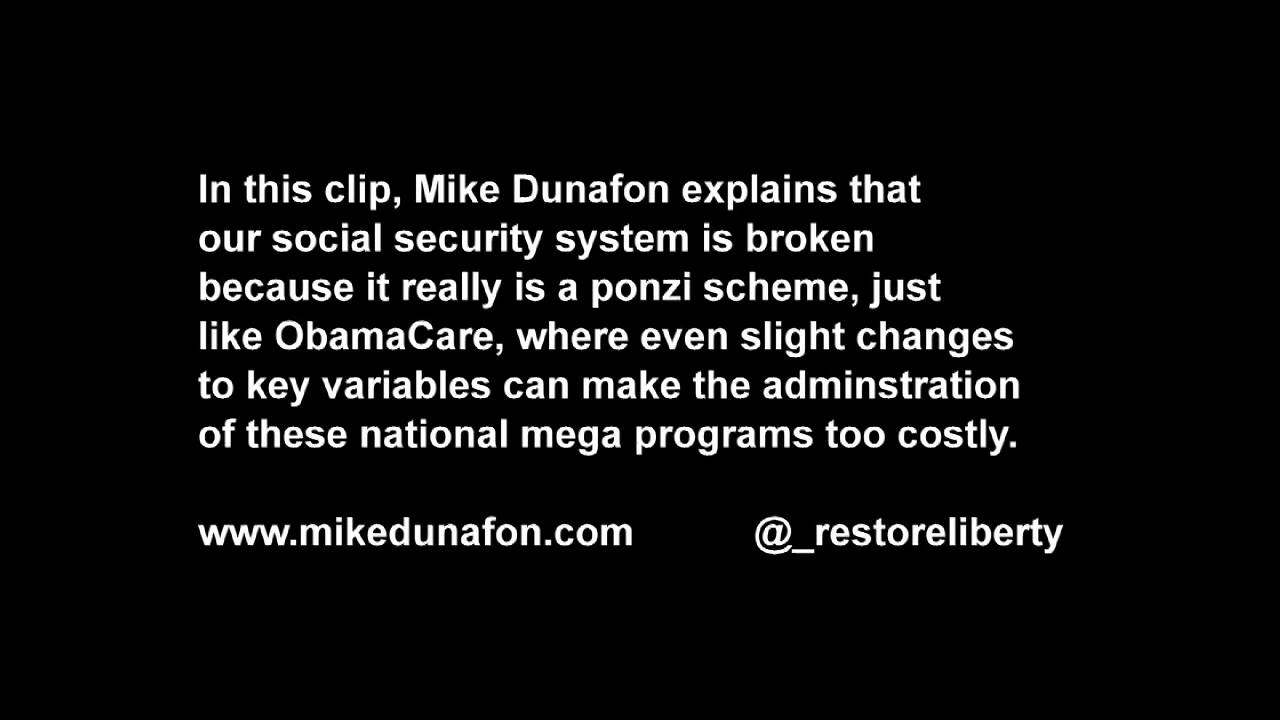 In this clip, Mike Dunafon explains that
our social security system is broken
because it really is a ponzi scheme, just
like ObamaCare, where even slight changes
to key variables can make the adminstration
of these national mega programs too costly.
www.mikedunafon.com @_restoreliberty